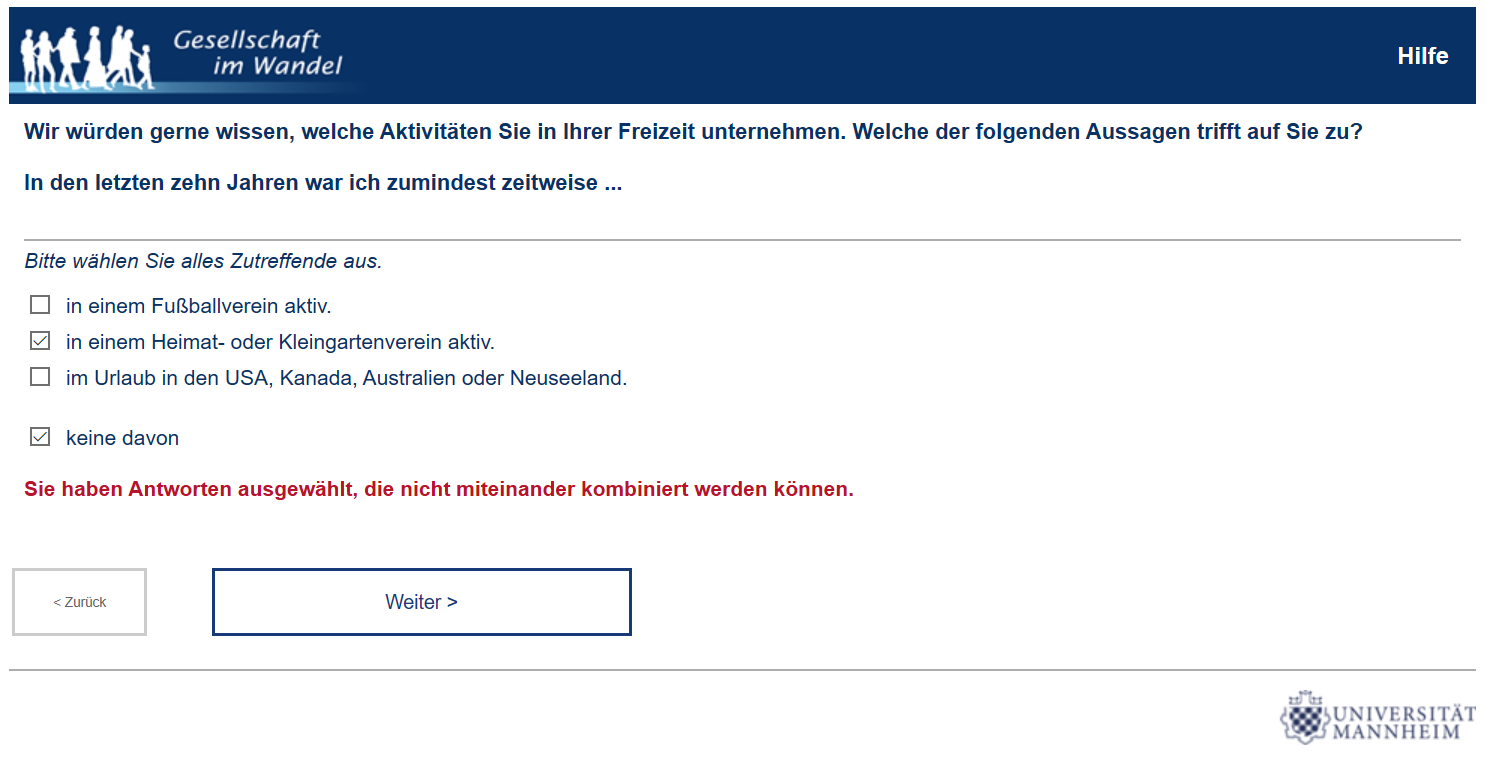 Gesellschaft
im Wandel
Hilfe
Wir würden gerne wissen, welche Aktivitäten Sie in Ihrer Freizeit unternehmen. Welche der folgenden Aussagen trifft auf Sie zu?
In den letzten zehn Jahren war ich zumindest zeitweise ...
Bitte wählen Sie alles Zutreffende aus.
in einem Fußballverein aktiv.
in einem Heimat- oder Kleingartenverein aktiv.
im Urlaub in den USA, Kanada, Australien oder Neuseeland.
keine davon
Sie haben Antworten ausgewählt, die nicht miteinander kombiniert werden können.
< Zurück
Weiter >
UNIVERSITÄT
MANNHEIM